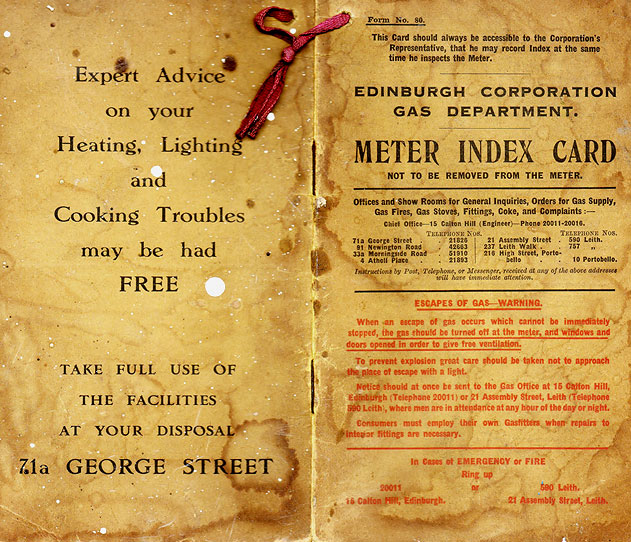 Expert Advice
on your
Heating, Lighting
and
Cooking Troubles
may be had
FREE
TAKE FULL USE OF
THE FACILITIES
AT YOUR DISPOSAL
71a GEORGE STREET
Form No. 80.
This Card should always be accessible to the Corporation's
Representative, that he may record Index at the same
time he inspects the Meter.
EDINBURGH CORPORATION
GAS DEPARTMENT.
METER INDEX CARD
NOT TO BE REMOVED FROM THE METER.
Offices and Show Rooms for General Inquiries, Orders for Gas Supply,
Gas Fires, Gas Stoves, Fittings, Coke, and Complaints :—
Chief Office—15 Calton Hill (Engineer)—Phone 20011-20016.
TELEPHONE NOS. TELEPHONE NOS.
71a George Street . 21826 21 Assembly Street . 590 Leith.
91 Newington Road . 42663 237 Leith Walk . 757 „
33a Morningside Road . 51910 210 High Street, Porto-
4 Atholl Place . 21893 bello 10 Portobello.
Instructions by Post, Telephone, or Messenger, received at any of the above addresses
will have immediate attention.
ESCAPES OF GAS—WARNING.
When an escape of gas occurs which cannot be immediately
stopped, the gas should be turned off at the meter, and windows and
doors opened in order to give free ventilation.
To prevent explosion great care should be taken not to approach
the place of escape with a light.
Notice should at once be sent to the Gas Office at 15 Calton Hill,
Edinburgh (Telephone 20011) or 21 Assembly Street, Leith (Telephone
590 Leith), where men are in attendance at any hour of the day or night.
Consumers must employ their own Gasfitters when repairs to
interior fittings are necessary.
In Cases of EMERGENCY or FIRE
Ring up
20011 or 590 Leith.
15 Calton Hill, Edinburgh. 21 Assembly Street, Leith.